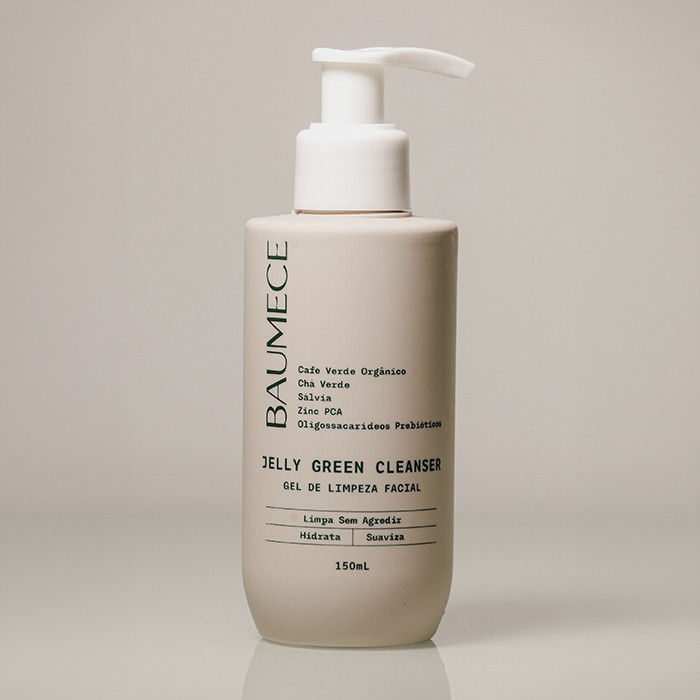 BAUMECE
Cafè Verde Orgânico
Chá Verde
Sálvia
Zinc PCA
Oligossacarídeos Prebióticos
JELLY GREEN CLEANSER
GEL DE LIMPEZA FACIAL
Limpa Sem Agredir
Hidrata Suaviza
150mL